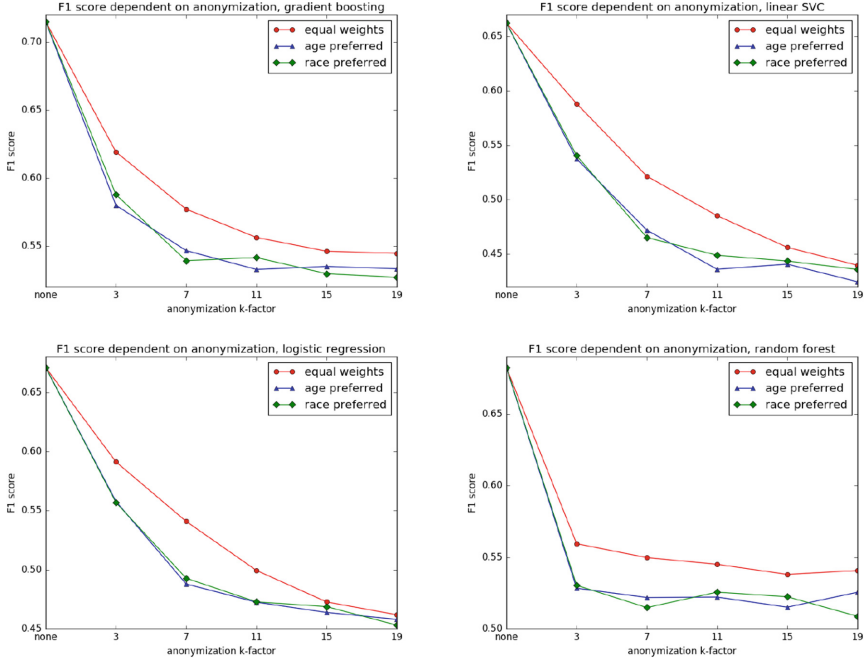 F1 score dependent on anonymization, gradient boosting
equal weights
age preferred
race preferred
0.70
0.65
0.60
0.55
F1 score
none 3 7 11 15 19
anonymization k-factor
F1 score dependent on anonymization, linear SVC
equal weights
age preferred
race preferred
0.65
0.60
0.55
0.50
0.45
F1 score
none 3 7 11 15 19
anonymization k-factor
F1 score dependent on anonymization, logistic regression
equal weights
age preferred
race preferred
0.65
0.60
0.55
0.50
0.45
F1 score
none 3 7 11 15 19
anonymization k-factor
F1 score dependent on anonymization, random forest
equal weights
age preferred
race preferred
0.65
0.60
0.55
0.50
F1 score
none 3 7 11 15 19
anonymization k-factor